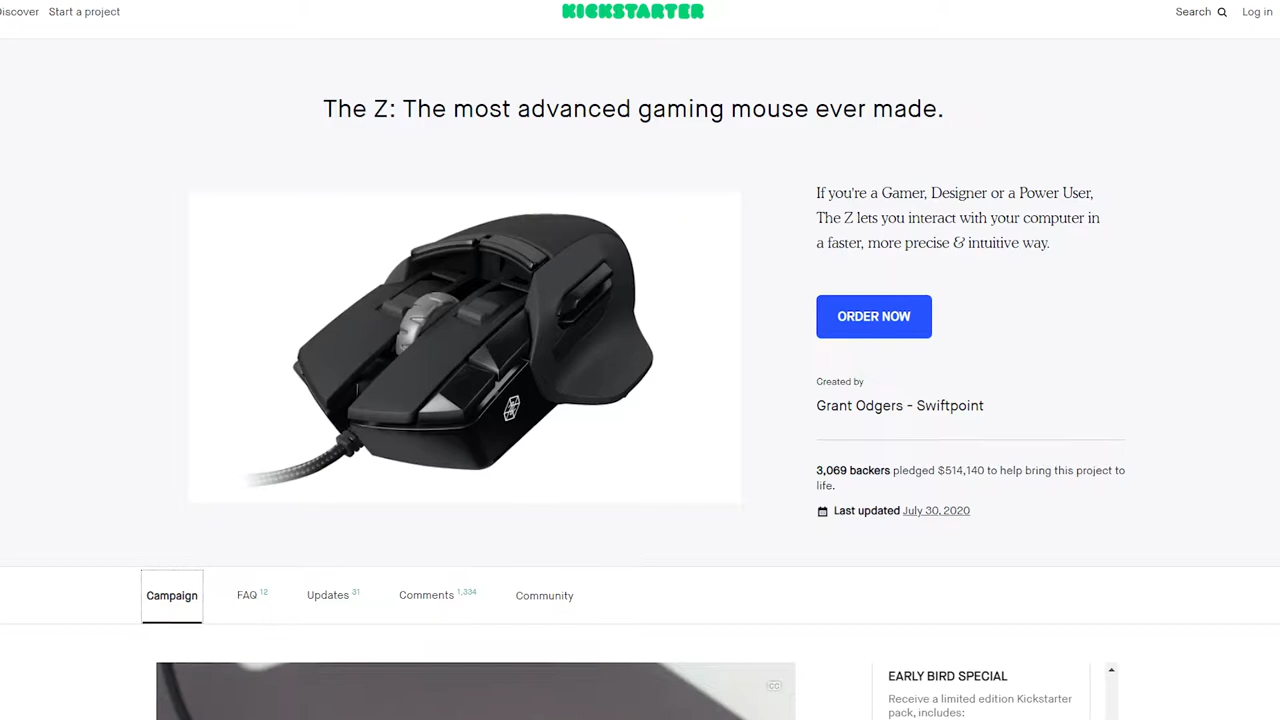 Discover Start a project KICKSTARTER Search Log in
The Z: The most advanced gaming mouse ever made.
If you're a Gamer, Designer or a Power User,
The Z lets you interact with your computer in
a faster, more precise & intuitive way.
ORDER NOW
Created by
Grant Odgers - Swiftpoint
3,069 backers pledged $514,140 to help bring this project to
life.
Last updated July 30, 2020
Campaign FAQ 12 Updates 31 Comments 1,334 Community
CC
EARLY BIRD SPECIAL
Receive a limited edition Kickstarter
pack, includes: